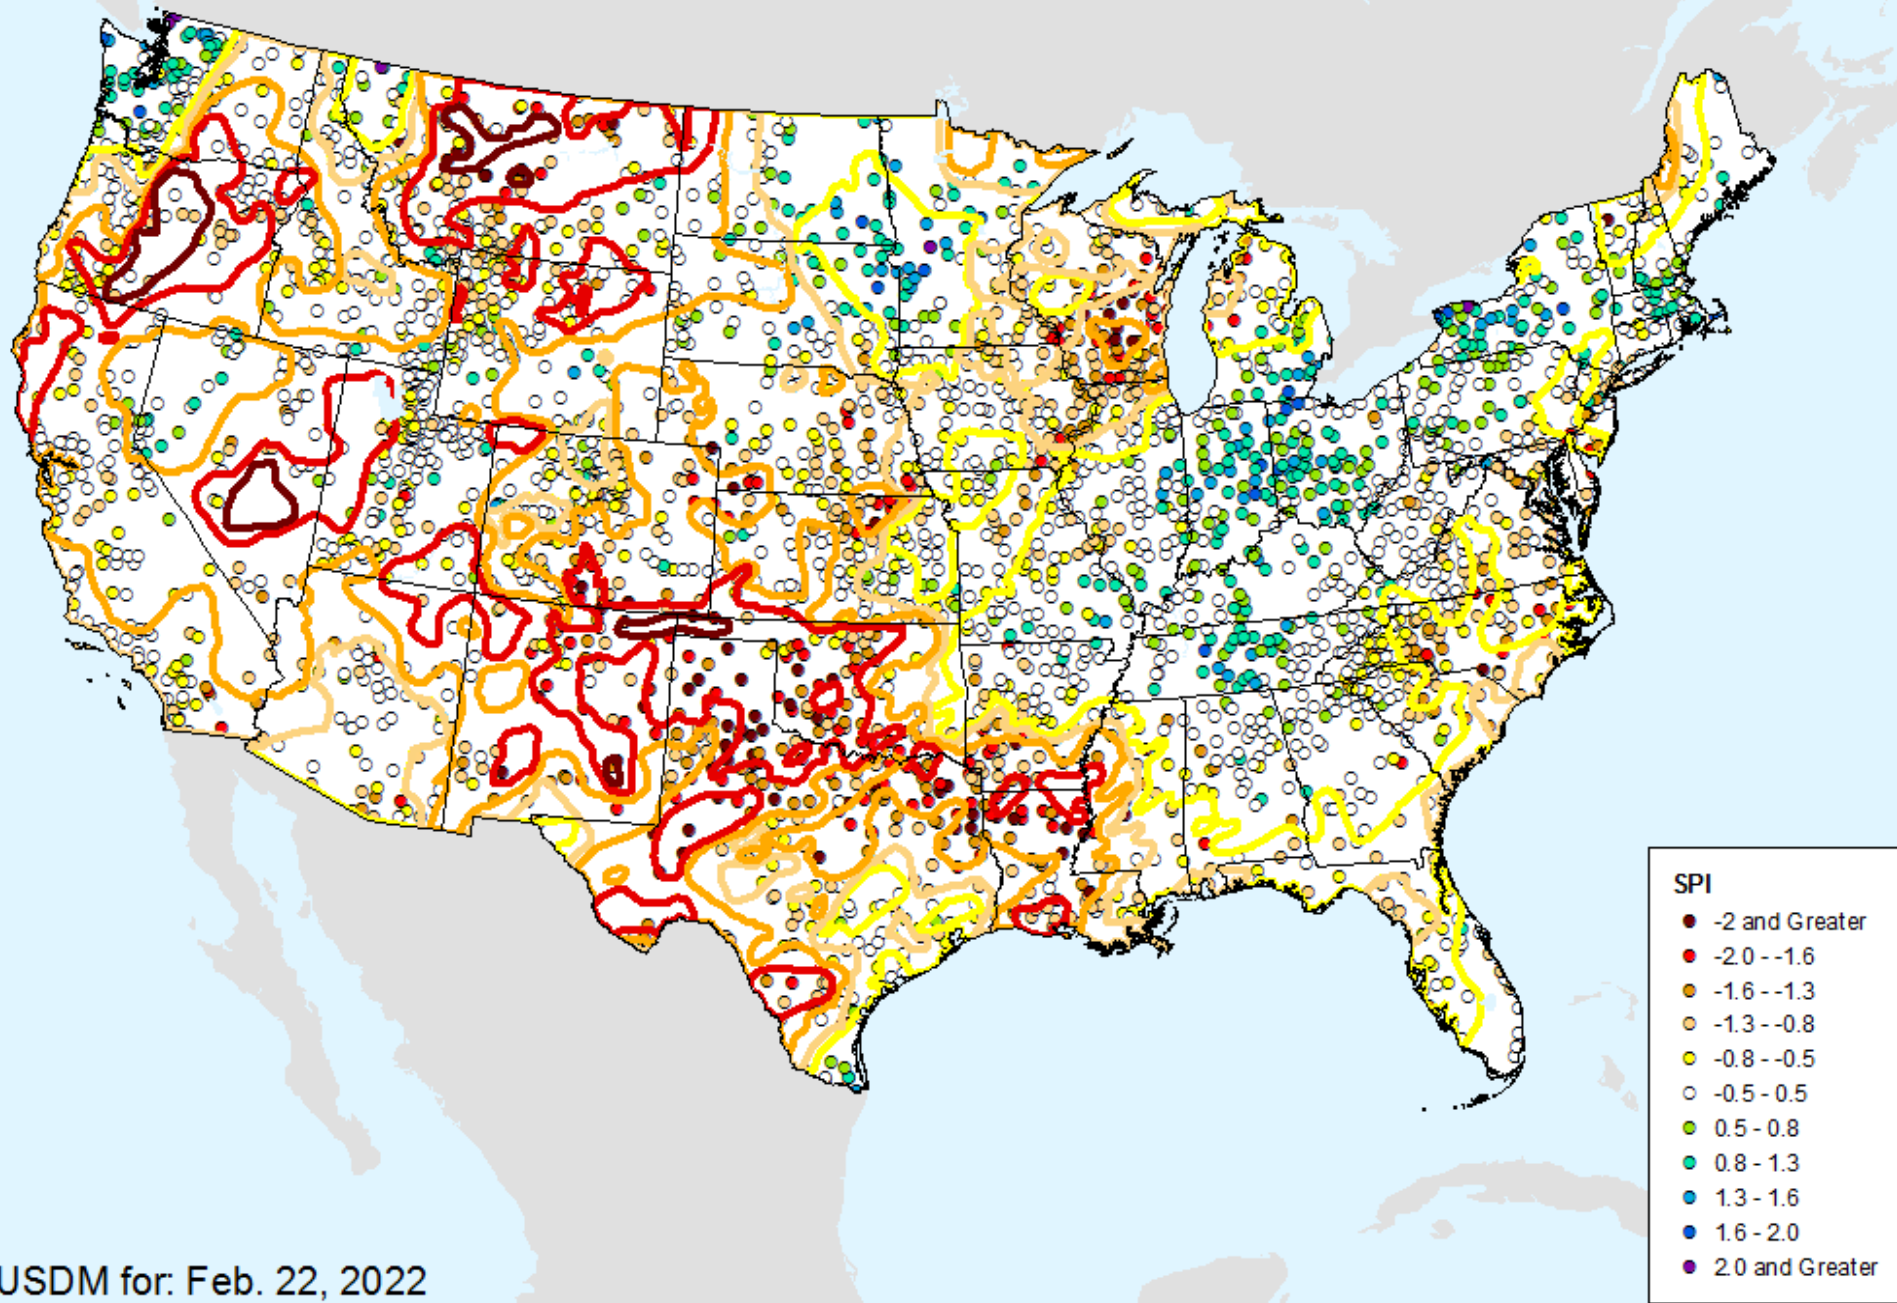 SPI
-2 and Greater
-2.0 - -1.6
-1.6 - -1.3
-1.3 - -0.8
-0.8 - -0.5
-0.5 - 0.5
0.5 - 0.8
0.8 - 1.3
1.3 - 1.6
1.6 - 2.0
2.0 and Greater
USDM for: Feb. 22, 2022